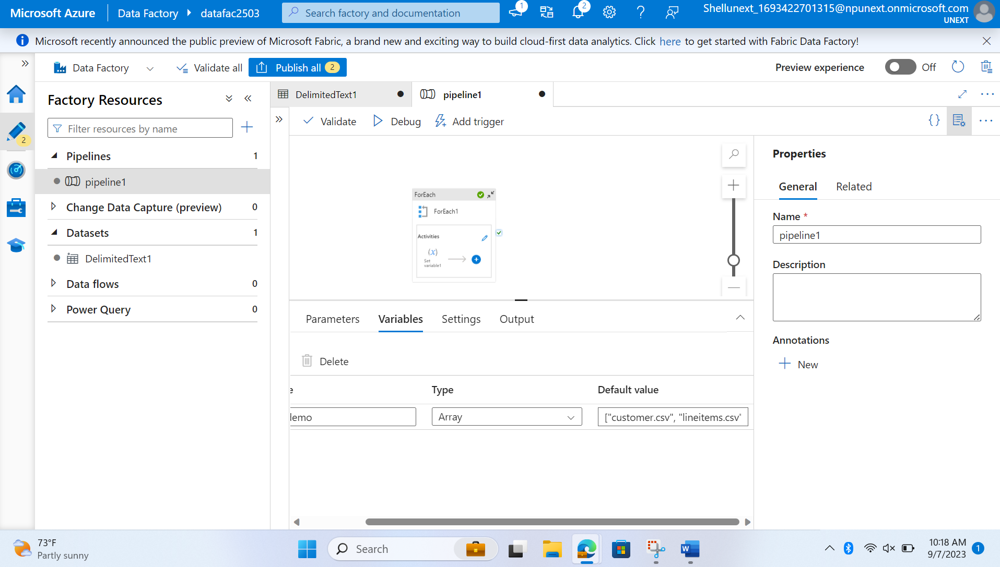 Microsoft Azure
Data Factory
datafac2503
Search factory and documentation
1
2
Shellunext_1693422701315@npunext.onmicrosoft.com
UNEXT
Microsoft recently announced the public preview of Microsoft Fabric, a brand new and exciting way to build cloud-first data analytics. Click here to get started with Fabric Data Factory!
Data Factory
Validate all
Publish all 2
Preview experience
Off
2
Factory Resources
Filter resources by name
Pipelines 1
pipeline1
Change Data Capture (preview) 0
Datasets 1
DelimitedText1
Data flows 0
Power Query 0
DelimitedText1
pipeline1
Validate
Debug
Add trigger
{}
ForEach
ForEach1
Activities
(x)
Set
variable1
Parameters
Variables
Settings
Output
Delete
e
Type
Default value
lemo
Array
["customer.csv", "lineitems.csv"
Properties
General
Related
Name *
pipeline1
Description
Annotations
New
73°F
Partly sunny
Search
W
10:18 AM
9/7/2023
1